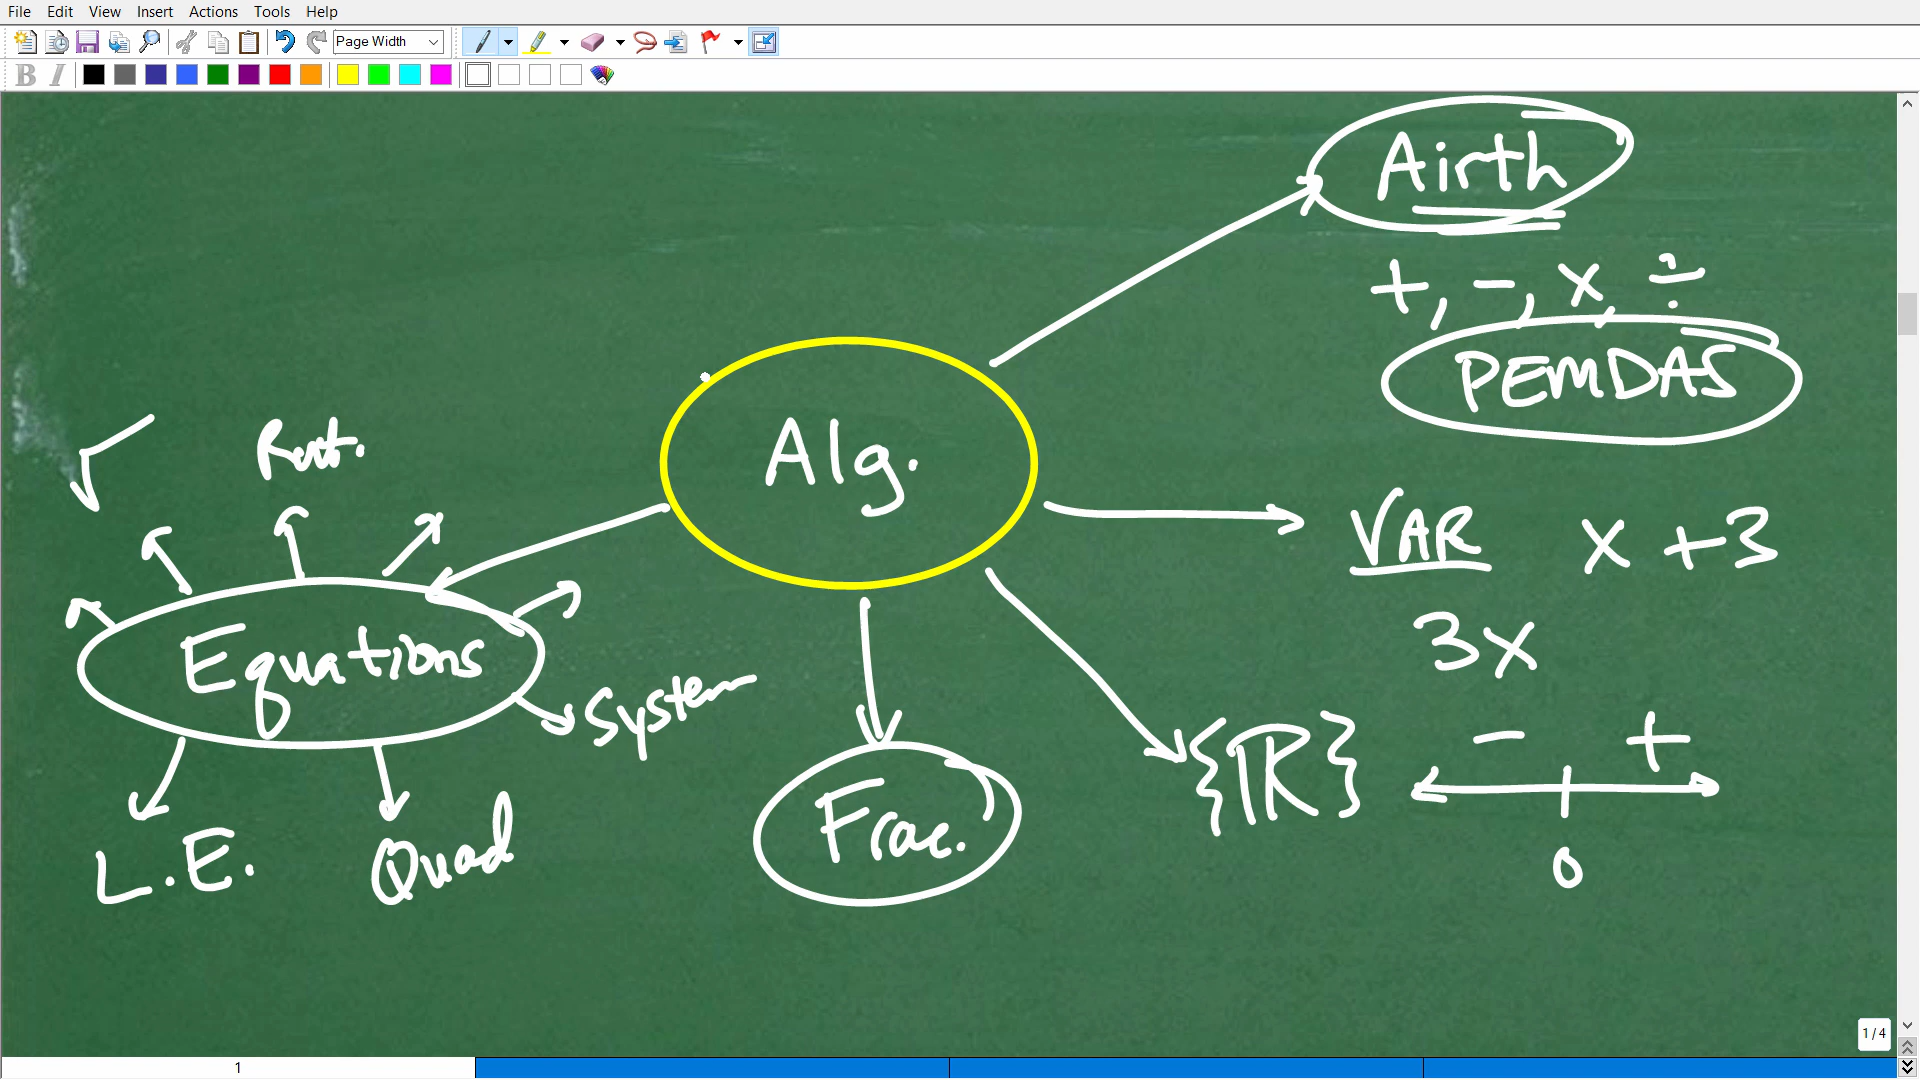 File Edit View Insert Actions Tools Help
Page Width
B I
Airth
+, -, x, ÷
PEMDAS
Alg.
√
Rat.
VAR x + 3
3x
Equations
System
{ℝ} - +
0
Frac.
L.E. Quad
1 / 4
1